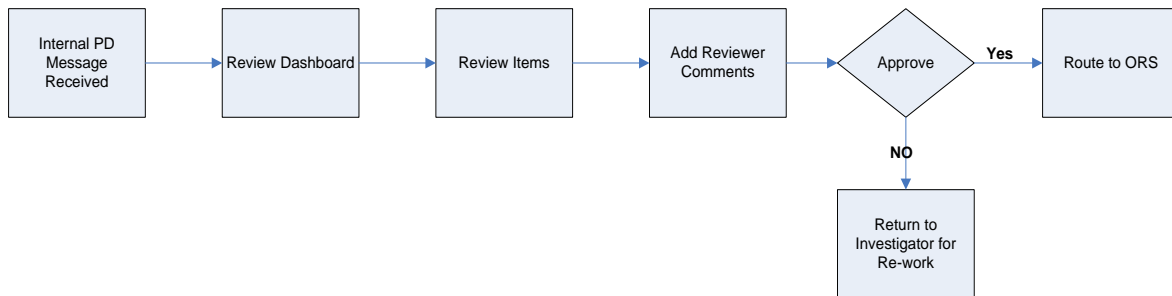 Internal PD
Message
Received
Review Dashboard
Review Items
Add Reviewer
Comments
Approve
Yes
Route to ORS
NO
Return to
Investigator for
Re-work